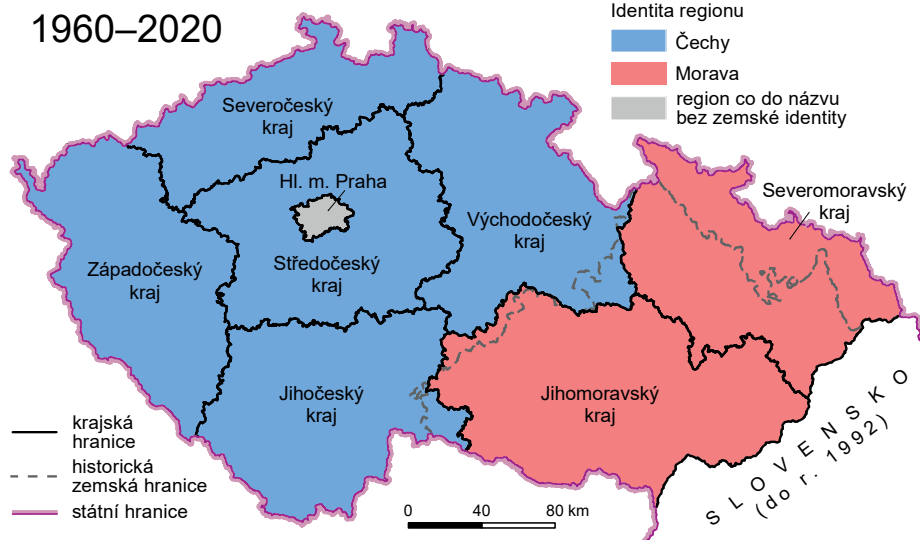 1960–2020
Identita regionu
Čechy
Morava
region co do názvu
bez zemské identity
Severočeský
kraj
Hl. m. Praha
Severomoravský
kraj
Východočeský
kraj
Západočeský
kraj
Středočeský
kraj
Jihočeský
kraj
Jihomoravský
kraj
krajská
hranice
historická
zemská hranice
státní hranice
0 40 80 km
SLOVENSKO
(do r. 1992)